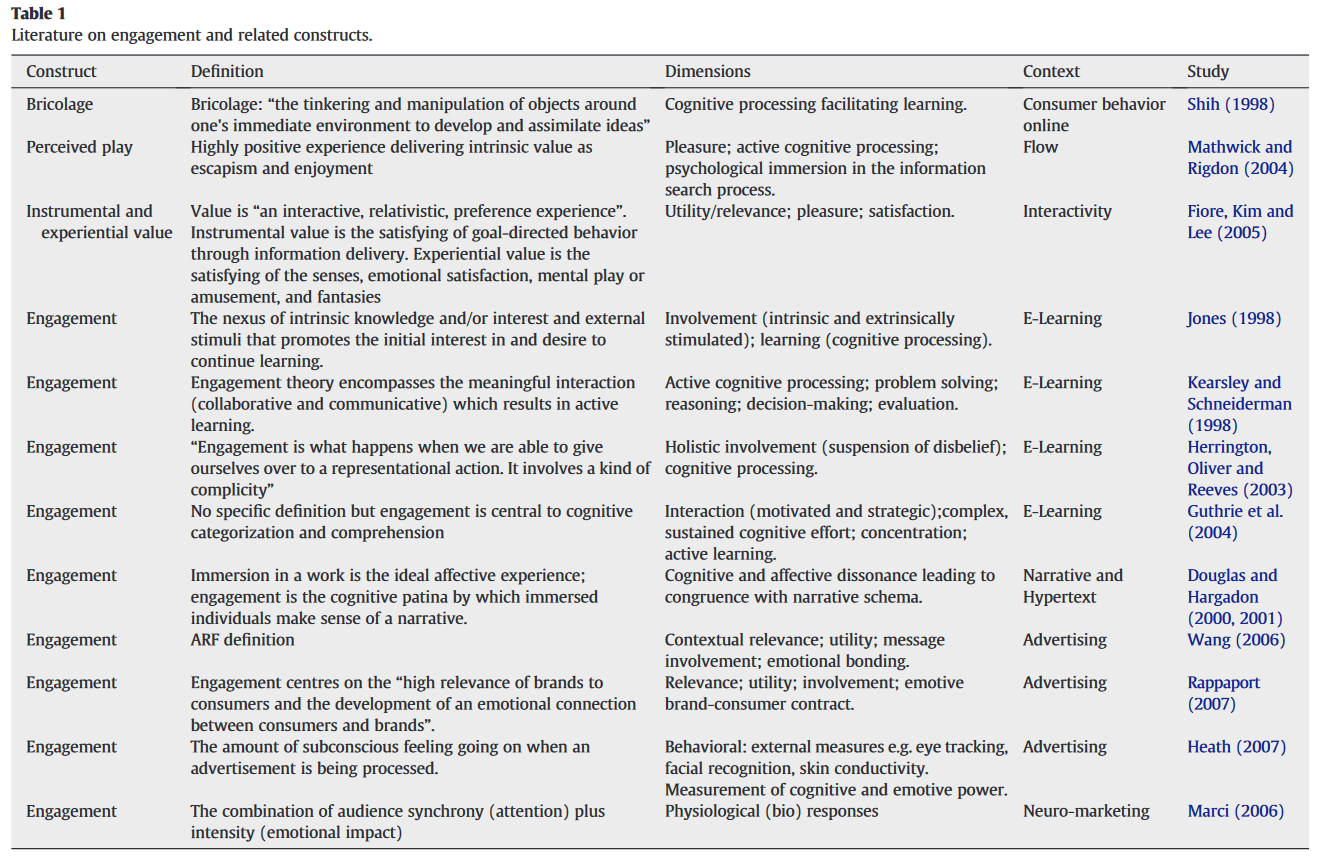 Table 1
Literature on engagement and related constructs.
Construct Definition Dimensions Context Study
Bricolage Bricolage: “the tinkering and manipulation of objects around Cognitive processing facilitating learning. Consumer behavior Shih (1998)
one's immediate environment to develop and assimilate ideas” online
Perceived play Highly positive experience delivering intrinsic value as Pleasure; active cognitive processing; Flow Mathwick and
escapism and enjoyment psychological immersion in the information Rigdon (2004)
search process.
Instrumental and Value is “an interactive, relativistic, preference experience”. Utility/relevance; pleasure; satisfaction. Interactivity Fiore, Kim and
experiential value Instrumental value is the satisfying of goal-directed behavior Lee (2005)
through information delivery. Experiential value is the
satisfying of the senses, emotional satisfaction, mental play or
amusement, and fantasies
Engagement The nexus of intrinsic knowledge and/or interest and external Involvement (intrinsic and extrinsically E-Learning Jones (1998)
stimuli that promotes the initial interest in and desire to stimulated); learning (cognitive processing).
continue learning.
Engagement Engagement theory encompasses the meaningful interaction Active cognitive processing; problem solving; E-Learning Kearsley and
(collaborative and communicative) which results in active reasoning; decision-making; evaluation. Schneiderman
learning. (1998)
Engagement “Engagement is what happens when we are able to give Holistic involvement (suspension of disbelief); E-Learning Herrington,
ourselves over to a representational action. It involves a kind of cognitive processing. Oliver and
complicity” Reeves (2003)
Engagement No specific definition but engagement is central to cognitive Interaction (motivated and strategic);complex, E-Learning Guthrie et al.
categorization and comprehension sustained cognitive effort; concentration; (2004)
active learning.
Engagement Immersion in a work is the ideal affective experience; Cognitive and affective dissonance leading to Narrative and Douglas and
engagement is the cognitive patina by which immersed congruence with narrative schema. Hypertext Hargadon
individuals make sense of a narrative. (2000, 2001)
Engagement ARF definition Contextual relevance; utility; message Advertising Wang (2006)
involvement; emotional bonding.
Engagement Engagement centres on the “high relevance of brands to Relevance; utility; involvement; emotive Advertising Rappaport
consumers and the development of an emotional connection brand-consumer contract. (2007)
between consumers and brands”.
Engagement The amount of subconscious feeling going on when an Behavioral: external measures e.g. eye tracking, Advertising Heath (2007)
advertisement is being processed. facial recognition, skin conductivity.
Measurement of cognitive and emotive power.
Engagement The combination of audience synchrony (attention) plus Physiological (bio) responses Neuro-marketing Marci (2006)
intensity (emotional impact)